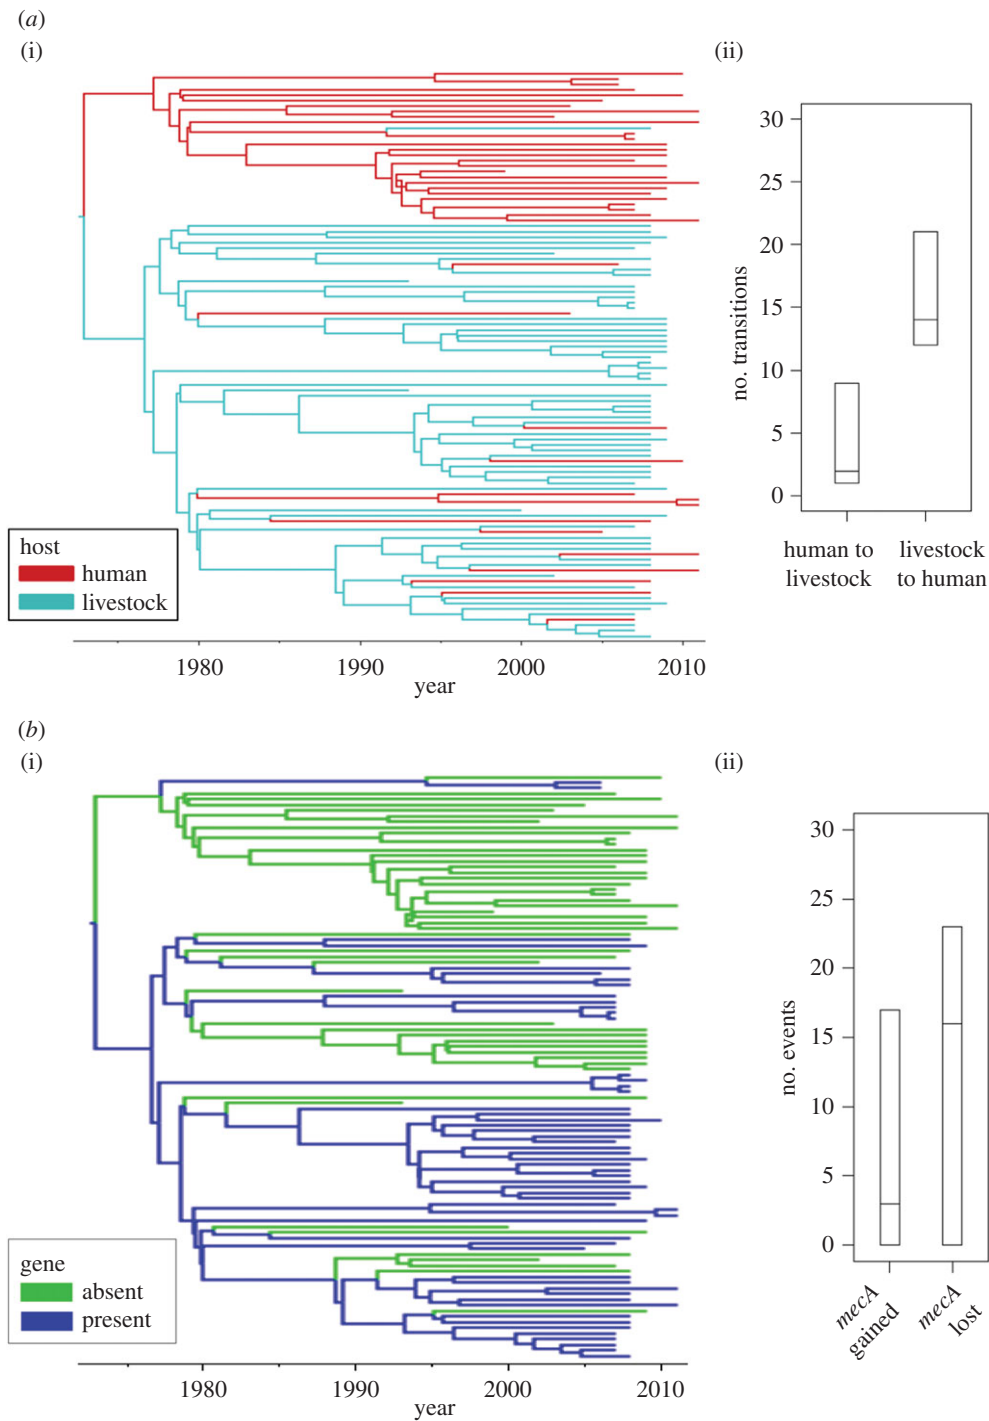 (a)
(i)
(ii)
host
human
livestock
1980 1990 2000 2010
year
no. transitions
30
25
20
15
10
5
0
human to livestock
livestock to human
(b)
(i)
(ii)
gene
absent
present
1980 1990 2000 2010
year
no. events
30
25
20
15
10
5
0
mecA gained
mecA lost